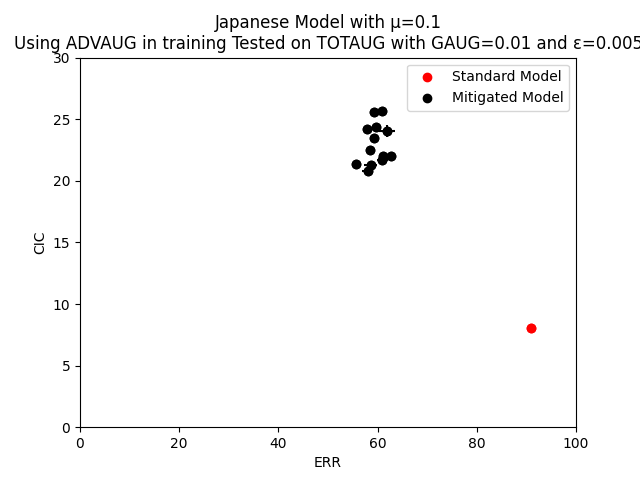 Japanese Model with μ=0.1
Using ADVAUG in training Tested on TOTAUG with GAUG=0.01 and ε=0.005
30
25
20
15
10
5
0
CIC
Standard Model
Mitigated Model
0 20 40 60 80 100
ERR